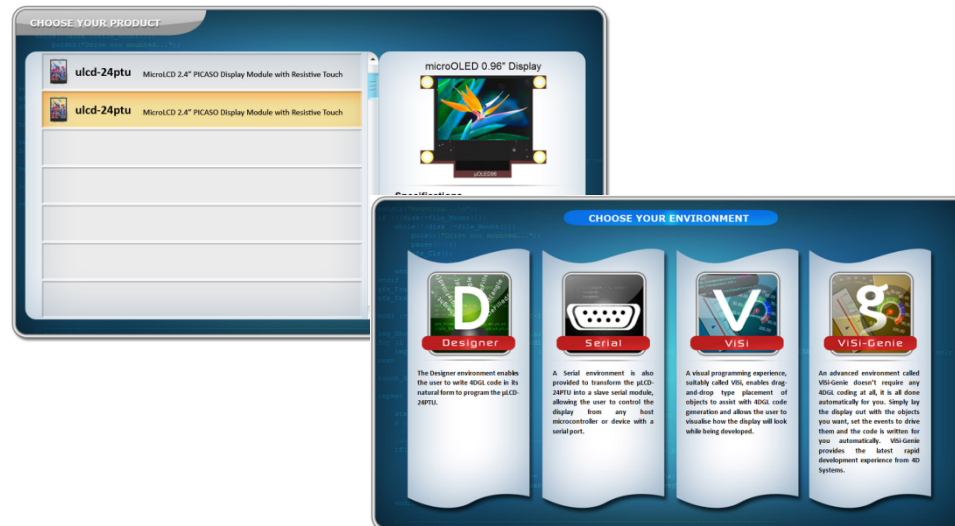 CHOOSE YOUR PRODUCT
ulcd-24ptu MicroLCD 2.4" PICASO Display Module with Resistive Touch
ulcd-24ptu MicroLCD 2.4" PICASO Display Module with Resistive Touch
microOLED 0.96" Display
µOLED96
Specifications
CHOOSE YOUR ENVIRONMENT
D
Designer
The Designer environment enables
the user to write 4DGL code in its
natural form to program the µLCD-
24PTU.
Serial
A Serial environment is also
provided to transform the µLCD-
24PTU into a slave serial module,
allowing the user to control the
display from any host
microcontroller or device with a
serial port.
V
ViSi
A visual programming experience,
suitably called ViSi, enables drag-
and-drop type placement of
objects to assist with 4DGL code
generation and allows the user to
visualise how the display will look
while being developed.
g
ViSi-Genie
An advanced environment called
ViSi-Genie doesn't require any
4DGL coding at all, it is all done
automatically for you. Simply lay
the display out with the objects
you want, set the events to drive
them and the code is written for
you automatically. ViSi-Genie
provides the latest rapid
development experience from 4D
Systems.